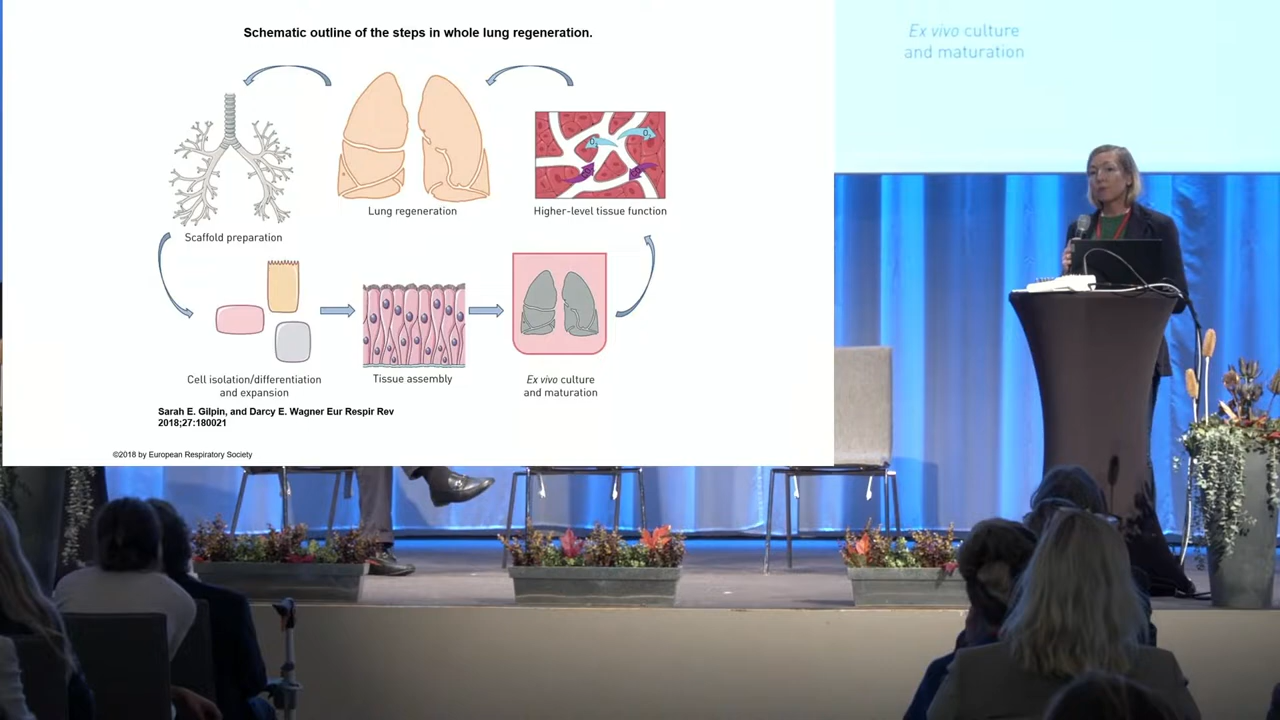 Schematic outline of the steps in whole lung regeneration.
Ex vivo culture
and maturation
Lung regeneration
Higher-level tissue function
Scaffold preparation
Cell isolation/differentiation
and expansion
Tissue assembly
Ex vivo culture
and maturation
Sarah E. Gilpin, and Darcy E. Wagner Eur Respir Rev
2018;27:180021
©2018 by European Respiratory Society